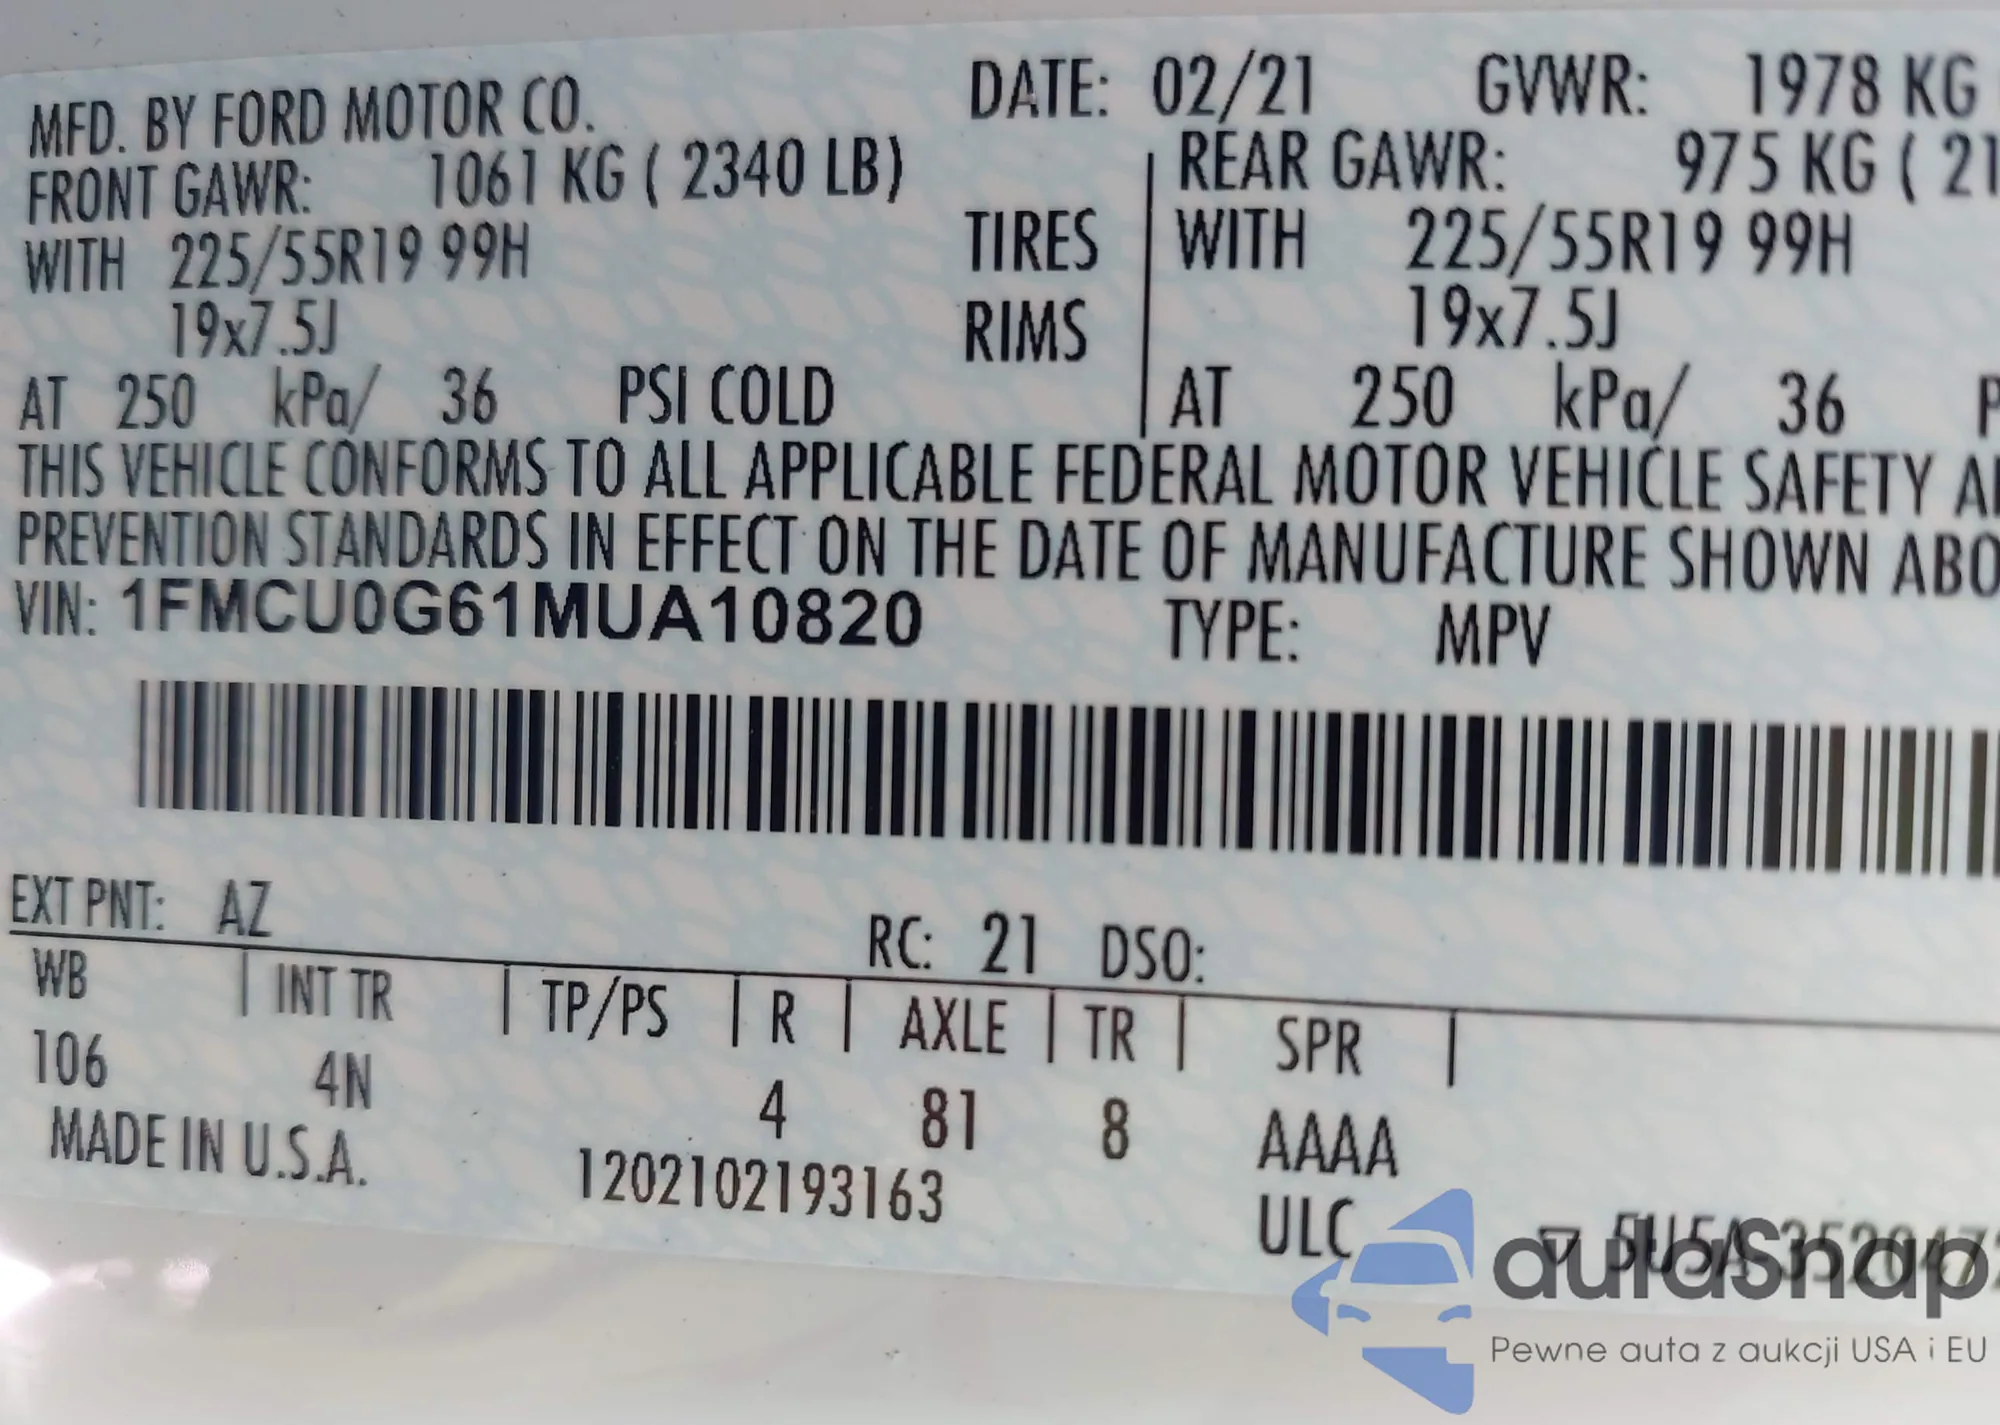 MFD. BY FORD MOTOR CO. DATE: 02/21 GVWR: 1978 KG
FRONT GAWR: 1061 KG ( 2340 LB) REAR GAWR: 975 KG ( 21
WITH 225/55R19 99H TIRES WITH 225/55R19 99H
19x7.5J RIMS 19x7.5J
AT 250 kPa/ 36 PSI COLD AT 250 kPa/ 36 P
THIS VEHICLE CONFORMS TO ALL APPLICABLE FEDERAL MOTOR VEHICLE SAFETY A
PREVENTION STANDARDS IN EFFECT ON THE DATE OF MANUFACTURE SHOWN ABO
VIN: 1FMCU0G61MUA10820 TYPE: MPV
EXT PNT: AZ RC: 21 DSO:
WB | INT TR | TP/PS | R | AXLE | TR | SPR |
106 4N 4 81 8 AAAA
MADE IN U.S.A. 1202102193163 ULC
autaSnap
Pewne auta z aukcji USA i EU